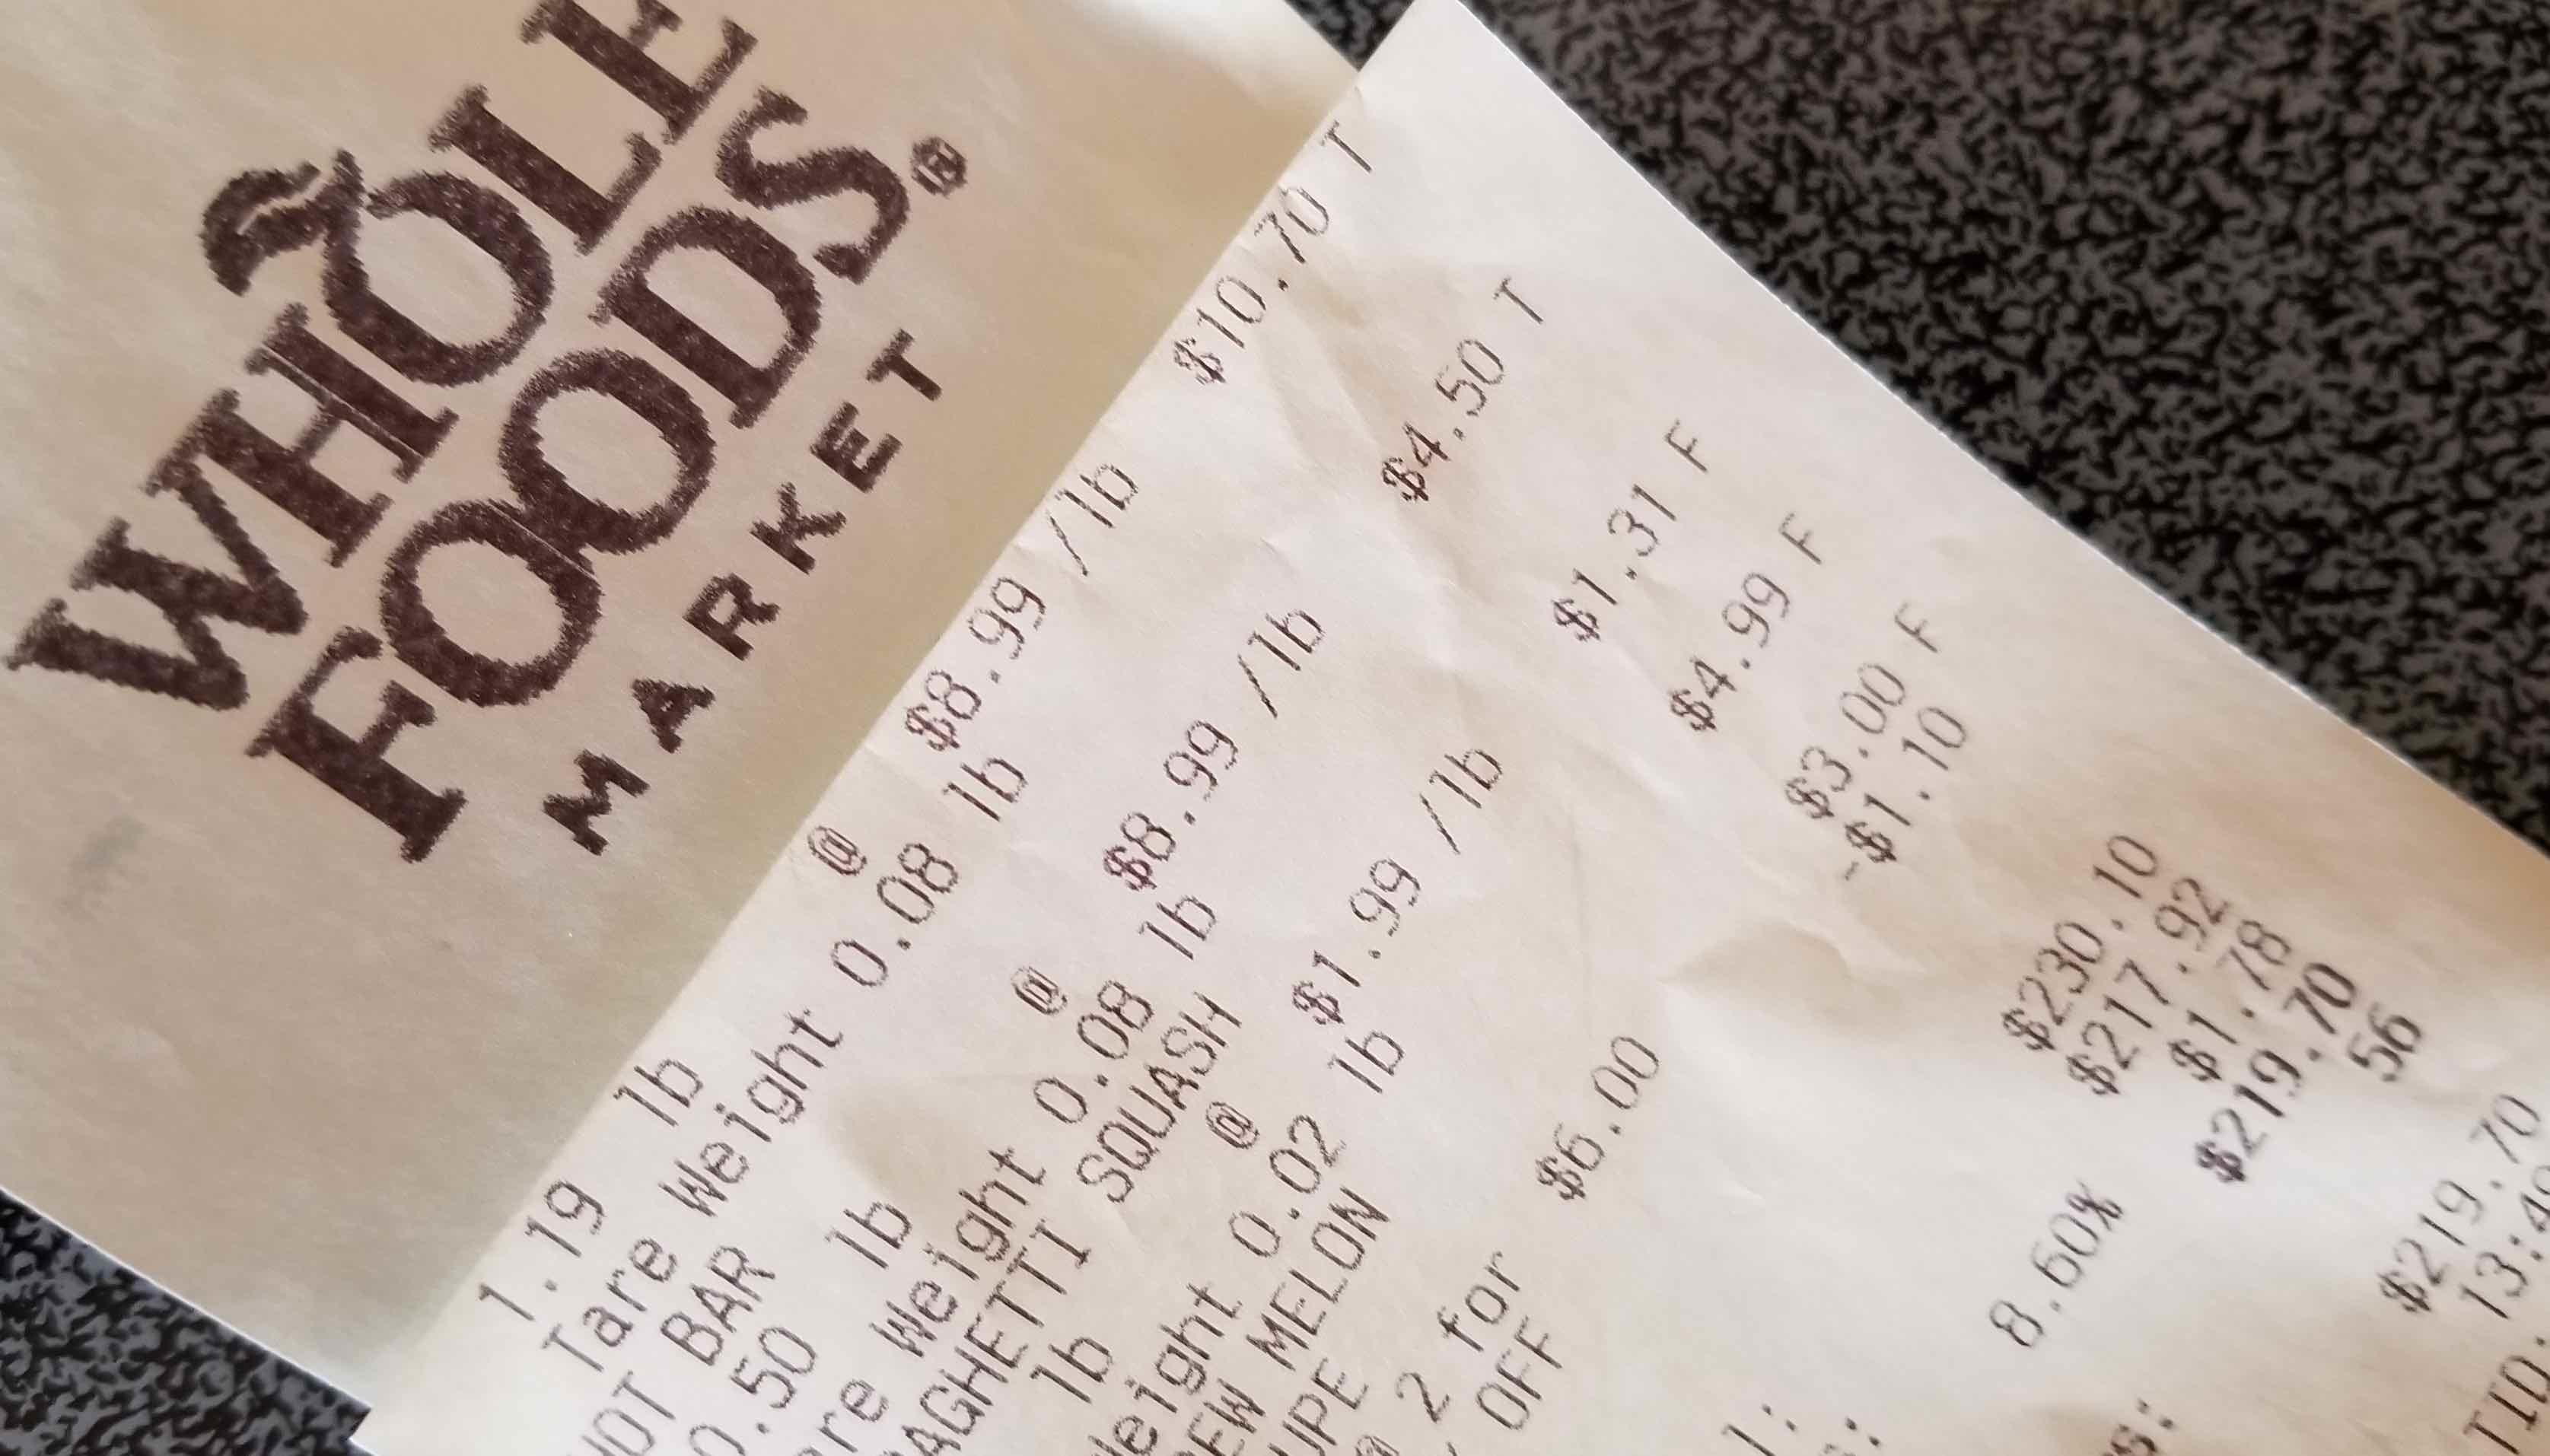 WHOLE
FOODS®
MARKET
1.19 lb @ $8.99 /lb $10.70 T
Tare Weight 0.08 lb
HOT BAR
0.50 lb @ $8.99 /lb $4.50 T
Weight 0.08 lb
SQUASH
lb @ $1.99 /lb $1.31 F
Weight 0.02 lb
MELON $4.99 F
2 for $6.00 $3.00 F
OFF -$1.10
$230.10
$217.92
8.60% $1.78
$219.70
56
$219.70